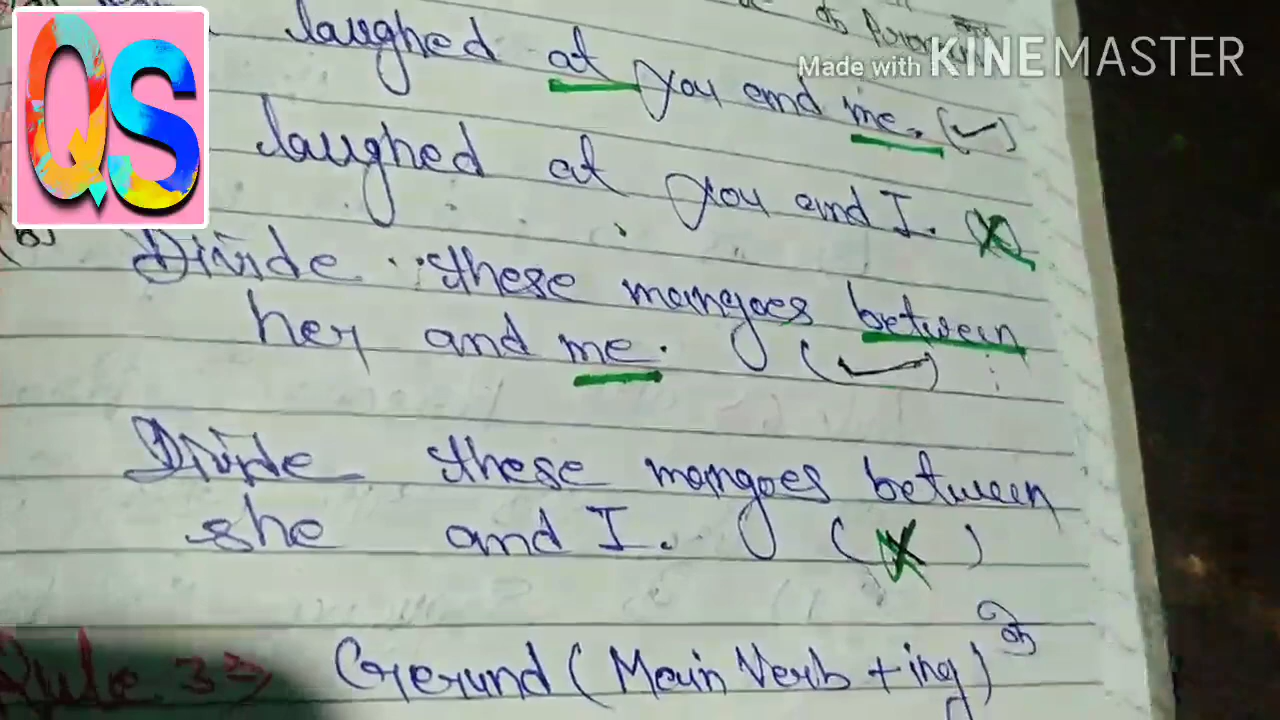 QS
Made with KINEMASTER
laughed at you and me. (✓)
laughed at you and I. (X)
(b) Divide these mangoes between
her and me. (✓)
Divide these mangoes between
she and I. (X)
Rule 3⇒ Gerund (Main Verb + ing) के